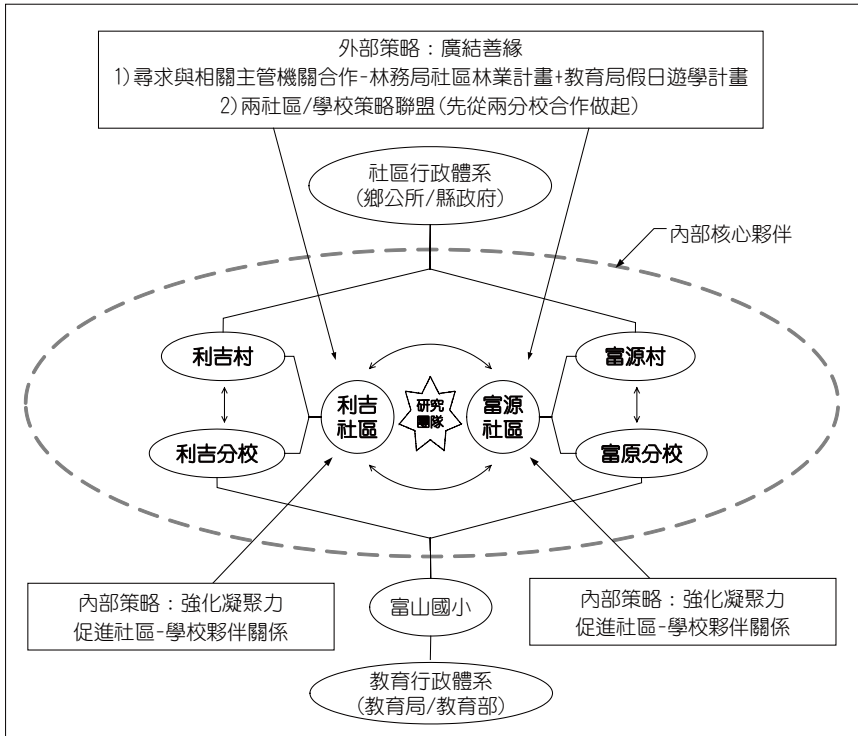 外部策略：廣結善緣
1)尋求與相關主管機關合作-林務局社區林業計畫+教育局假日遊學計畫
2)兩社區/學校策略聯盟(先從兩分校合作做起)
社區行政體系
(鄉公所/縣政府)
內部核心夥伴
利吉村
富源村
利吉
社區
研究
團隊
富源
社區
利吉分校
富原分校
內部策略：強化凝聚力
促進社區-學校夥伴關係
富山國小
內部策略：強化凝聚力
促進社區-學校夥伴關係
教育行政體系
(教育局/教育部)